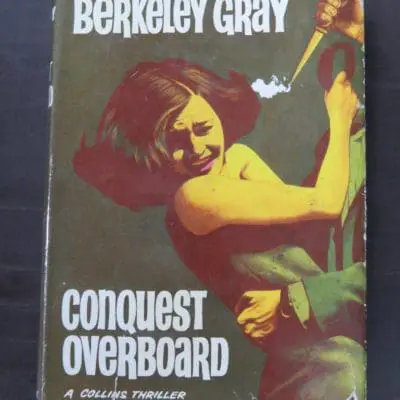 BERKELEY GRAY
CONQUEST
OVERBOARD
A COLLINS THRILLER